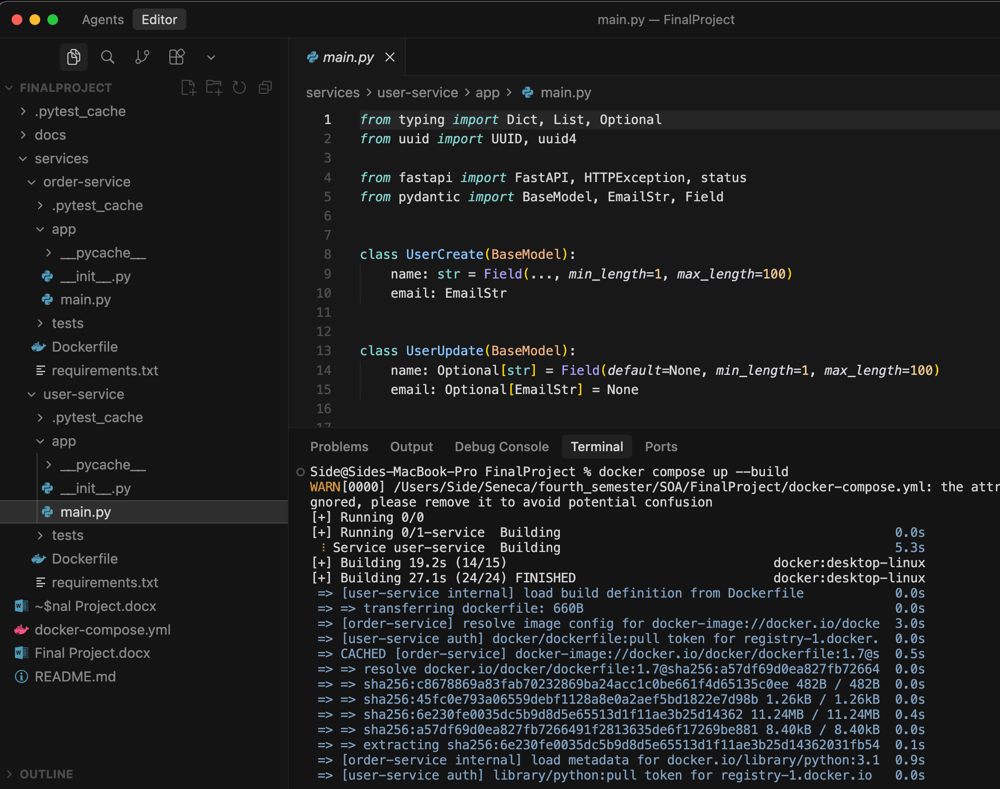 Agents Editor main.py — FinalProject
FINALPROJECT
.pytest_cache
docs
services
order-service
.pytest_cache
app
__pycache__
__init__.py
main.py
tests
Dockerfile
requirements.txt
user-service
.pytest_cache
app
__pycache__
__init__.py
main.py
tests
Dockerfile
requirements.txt
~$nal Project.docx
docker-compose.yml
Final Project.docx
README.md
OUTLINE
main.py
services > user-service > app > main.py
1 from typing import Dict, List, Optional
2 from uuid import UUID, uuid4
3
4 from fastapi import FastAPI, HTTPException, status
5 from pydantic import BaseModel, EmailStr, Field
6
7
8 class UserCreate(BaseModel):
9 name: str = Field(..., min_length=1, max_length=100)
10 email: EmailStr
11
12
13 class UserUpdate(BaseModel):
14 name: Optional[str] = Field(default=None, min_length=1, max_length=100)
15 email: Optional[EmailStr] = None
16
17
Problems Output Debug Console Terminal Ports
Side@Sides-MacBook-Pro FinalProject % docker compose up --build
WARN[0000] /Users/Side/Seneca/fourth_semester/SOA/FinalProject/docker-compose.yml: the attr
gnored, please remove it to avoid potential confusion
[+] Running 0/0
[+] Running 0/1-service Building 0.0s
⋮ Service user-service Building 5.3s
[+] Building 19.2s (14/15) docker:desktop-linux
[+] Building 27.1s (24/24) FINISHED docker:desktop-linux
=> [user-service internal] load build definition from Dockerfile 0.0s
=> => transferring dockerfile: 660B 0.0s
=> [order-service] resolve image config for docker-image://docker.io/docke 3.0s
=> [user-service auth] docker/dockerfile:pull token for registry-1.docker. 0.0s
=> CACHED [order-service] docker-image://docker.io/docker/dockerfile:1.7@s 0.5s
=> => resolve docker.io/docker/dockerfile:1.7@sha256:a57df69d0ea827fb72664 0.0s
=> => sha256:c8678869a83fab70232869ba24acc1c0be661f4d65135c0ee 482B / 482B 0.0s
=> => sha256:45fc0e793a06559debf1128a8e0a2aef5bd1822e7d98b 1.26kB / 1.26kB 0.0s
=> => sha256:6e230fe0035dc5b9d8d5e65513d1f11ae3b25d14362 11.24MB / 11.24MB 0.4s
=> => sha256:a57df69d0ea827fb7266491f2813635de6f17269be881 8.40kB / 8.40kB 0.0s
=> => extracting sha256:6e230fe0035dc5b9d8d5e65513d1f11ae3b25d14362031fb54 0.1s
=> [order-service internal] load metadata for docker.io/library/python:3.1 0.9s
=> [user-service auth] library/python:pull token for registry-1.docker.io 0.0s